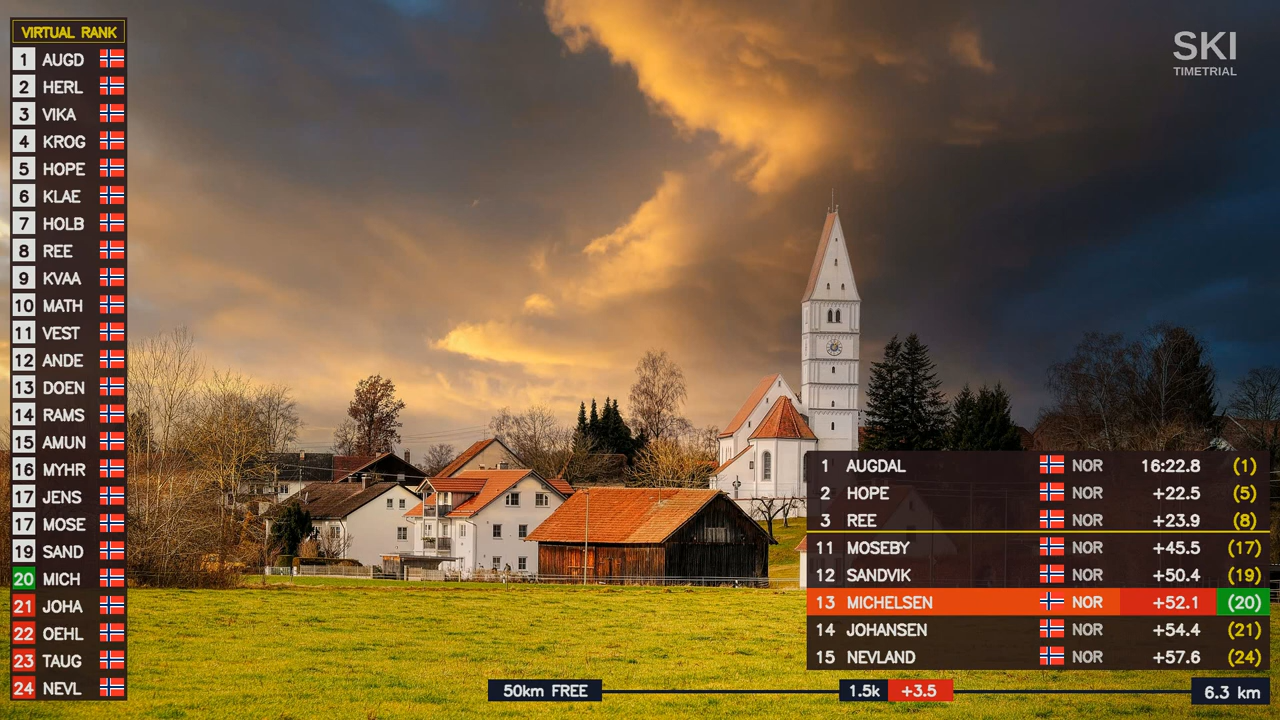 VIRTUAL RANK
1 AUGD
2 HERL
3 VIKA
4 KROG
5 HOPE
6 KLAE
7 HOLB
8 REE
9 KVAA
10 MATH
11 VEST
12 ANDE
13 DOEN
14 RAMS
15 AMUN
16 MYHR
17 JENS
17 MOSE
19 SAND
20 MICH
21 JOHA
22 OEHL
23 TAUG
24 NEVL
SKI
TIMETRIAL
1 AUGDAL NOR 16:22.8 (1)
2 HOPE NOR +22.5 (5)
3 REE NOR +23.9 (8)
11 MOSEBY NOR +45.5 (17)
12 SANDVIK NOR +50.4 (19)
13 MICHELSEN NOR +52.1 (20)
14 JOHANSEN NOR +54.4 (21)
15 NEVLAND NOR +57.6 (24)
50km FREE 1.5k +3.5 6.3 km